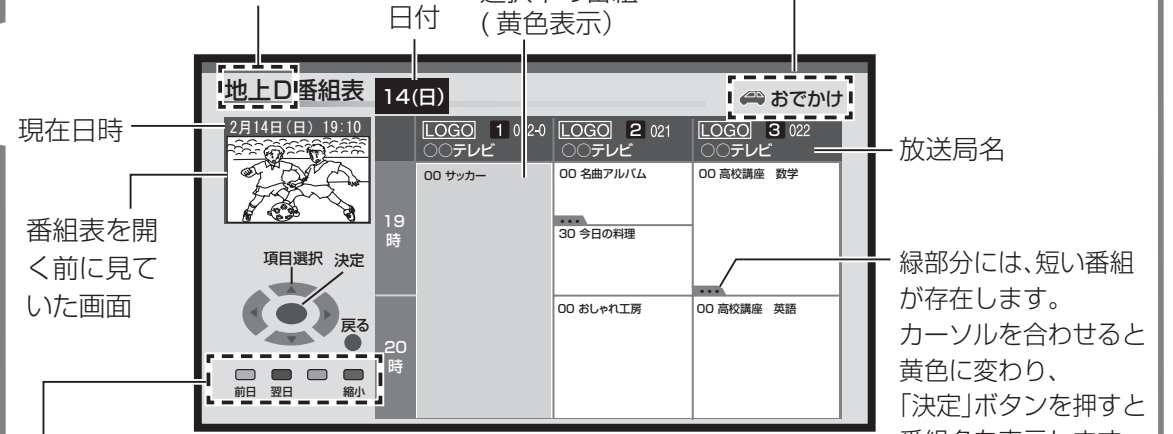 日付
(黄色表示)
地上D番組表
14(日)
おでかけ
現在日時
2月14日(日) 19:10
LOGO 1
LOGO 2 021
LOGO 3 022
○○テレビ
○○テレビ
○○テレビ
放送局名
00 サッカー
00 名曲アルバム
00 高校講座 数学
19
時
30 今日の料理
番組表を開
く前に見て
いた画面
項目選択 決定
戻る
緑部分には、短い番組
が存在します。
カーソルを合わせると
黄色に変わり、
「決定」ボタンを押すと
00 おしゃれ工房
00 高校講座 英語
20
時
前日 翌日 縮小